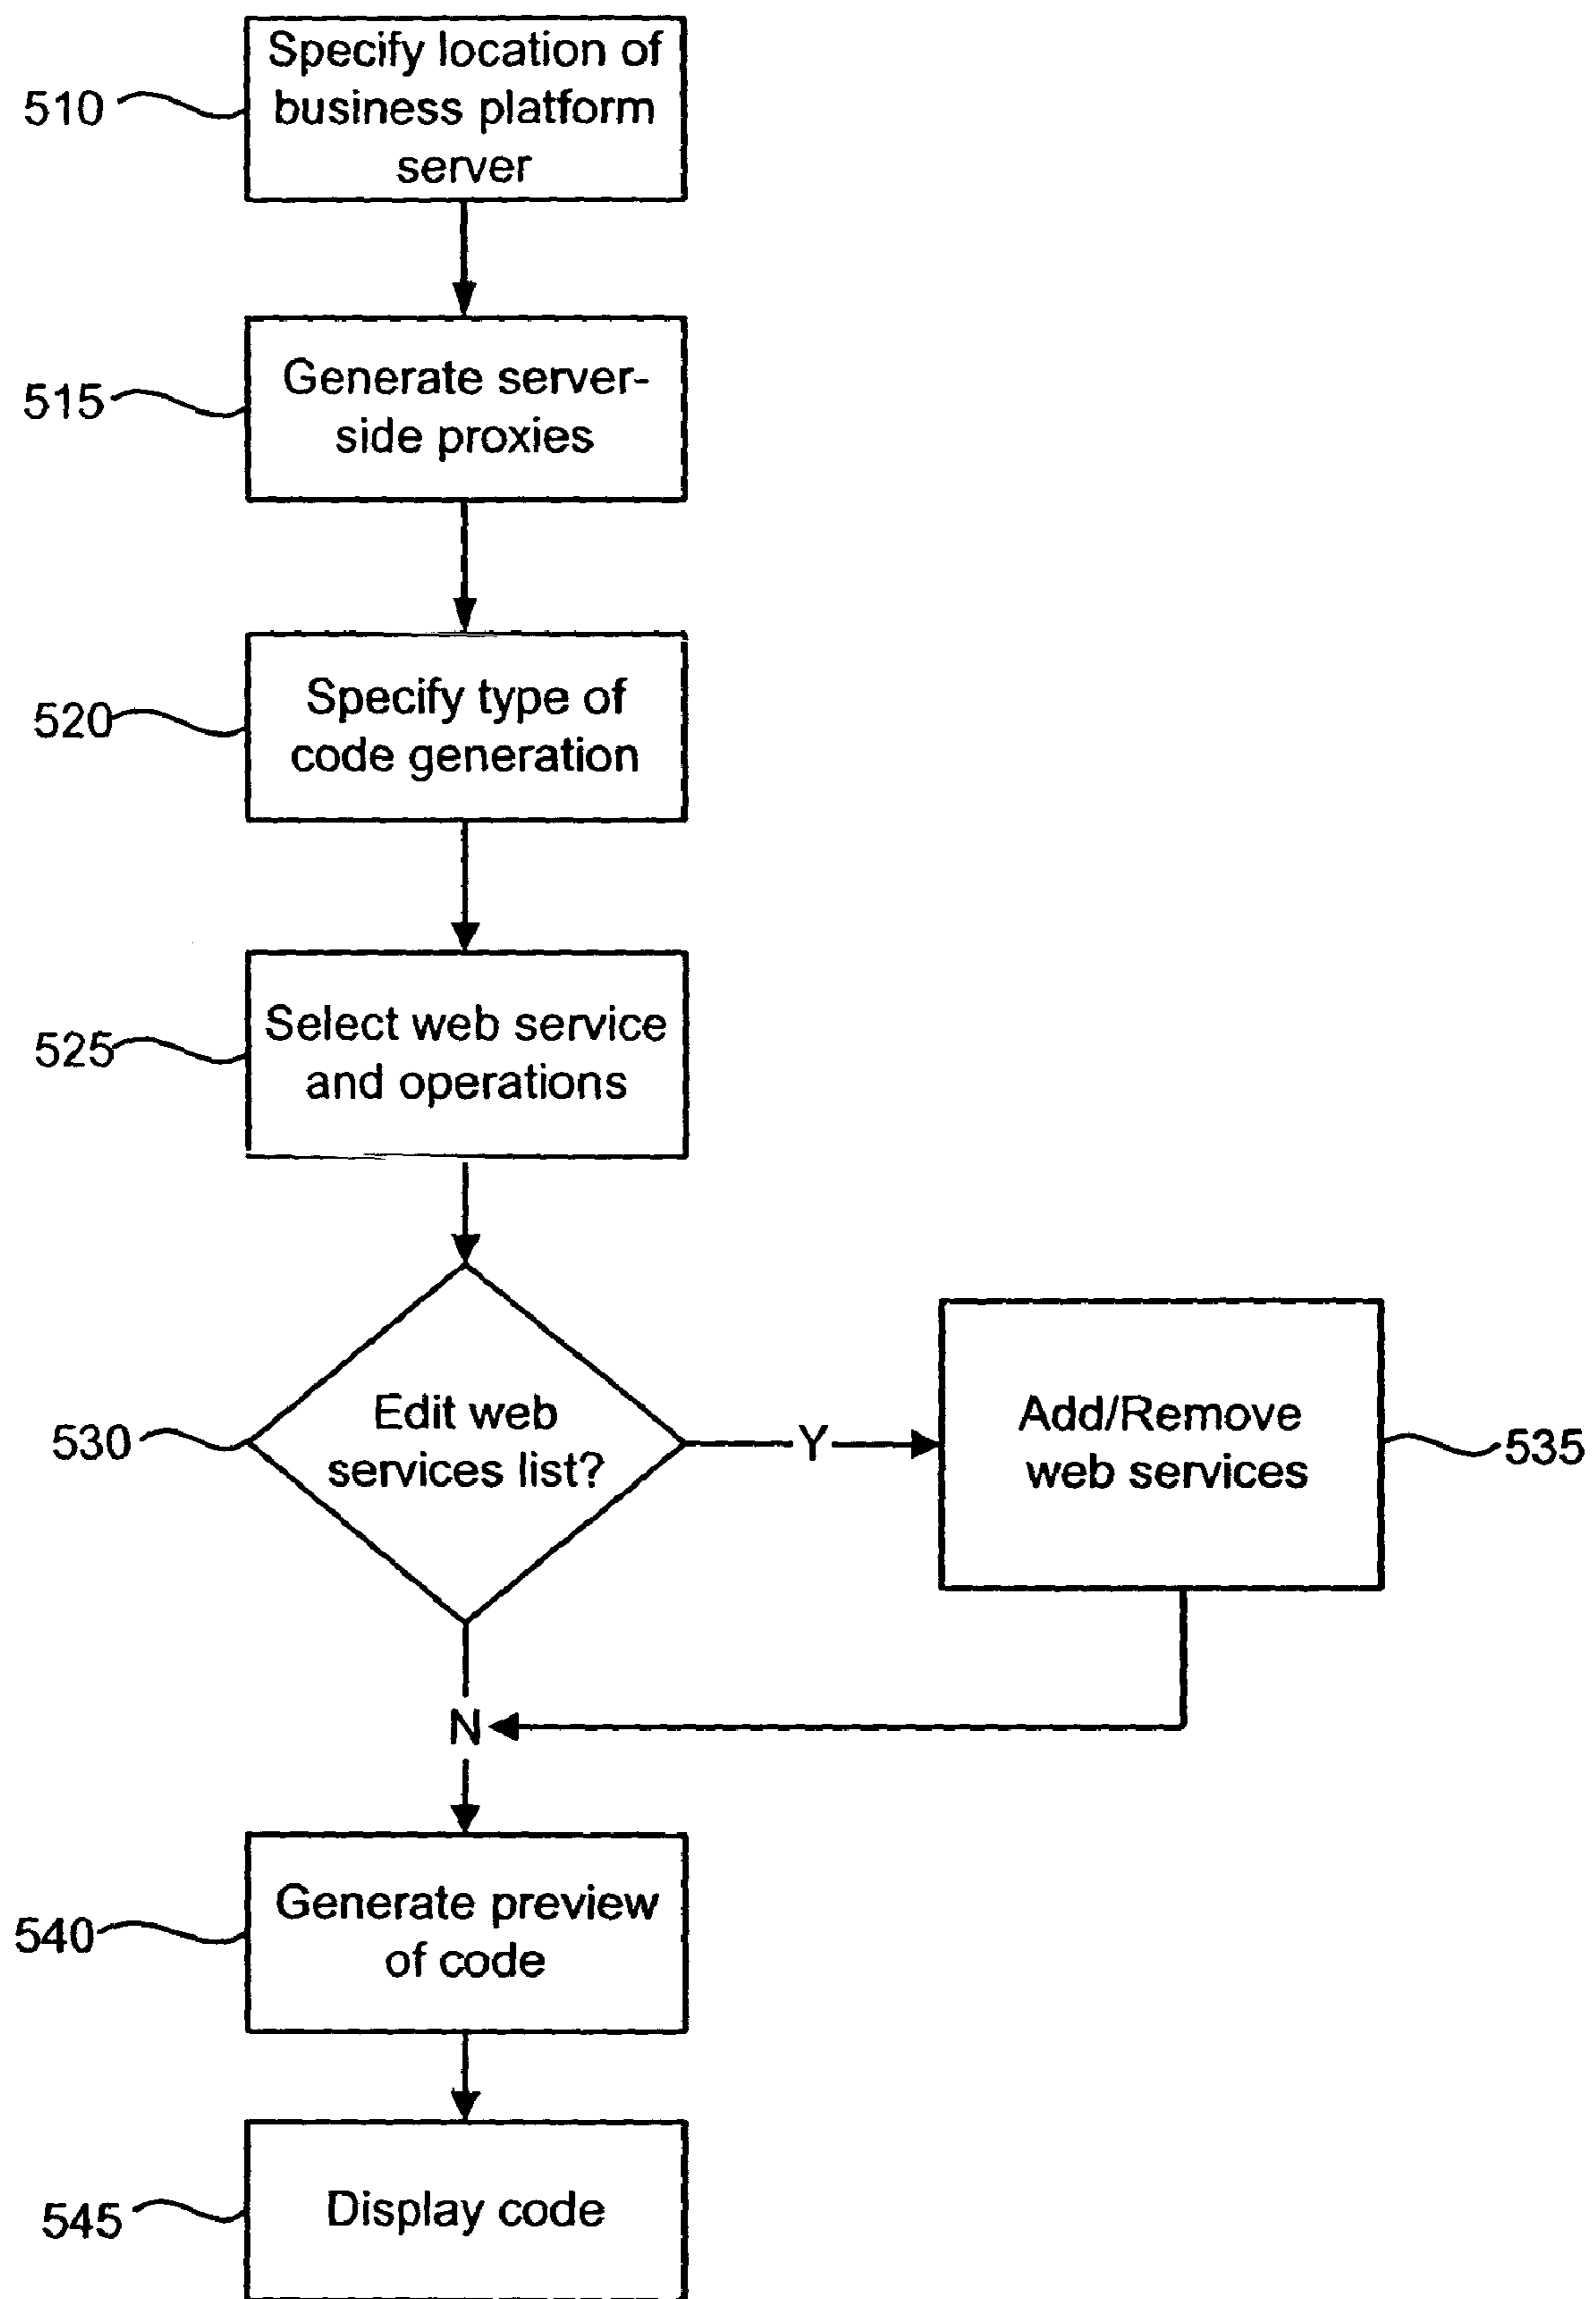 Specify location of
business platform
server
510
Generate server-
side proxies
515
Specify type of
code generation
520
Select web service
and operations
525
Edit web
services list?
530
Y
Add/Remove
web services
535
N
Generate preview
of code
540
Display code
545